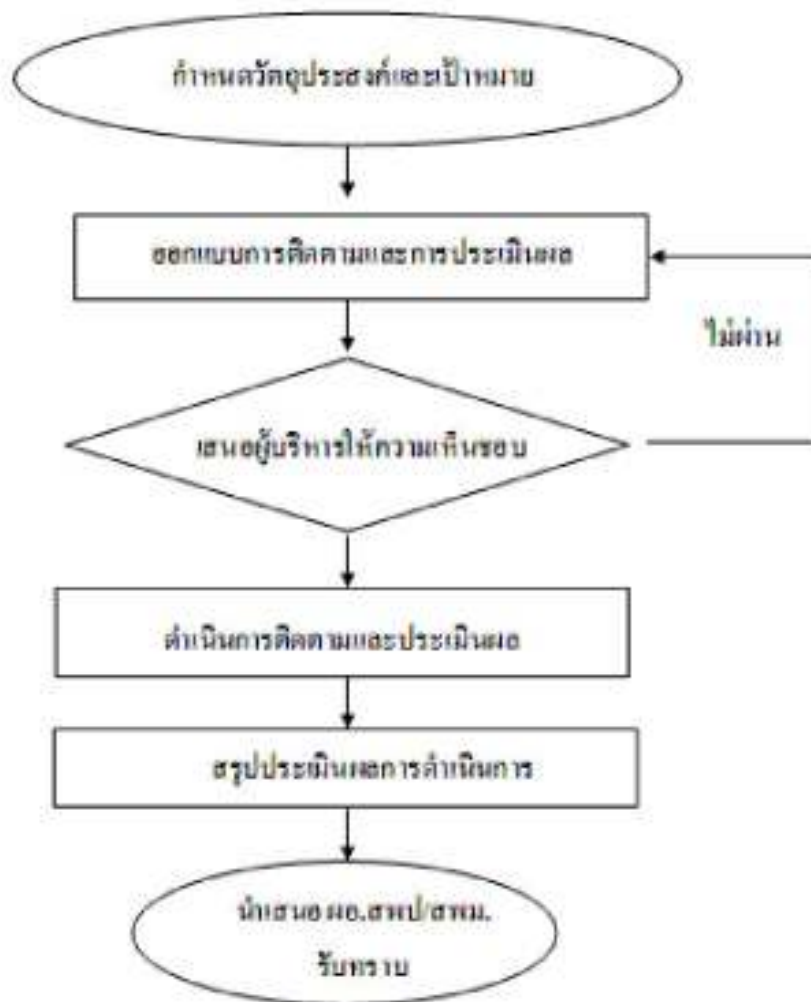 กำหนดวัตถุประสงค์และเป้าหมาย
ออกแบบการติดตามและการประเมินผล
ไม่ผ่าน
เสนอผู้บริหารให้ความเห็นชอบ
ดำเนินการติดตามและประเมินผล
สรุปประเมินผลการดำเนินการ
นำเสนอ ผอ.สพป/สพม.
รับทราบ